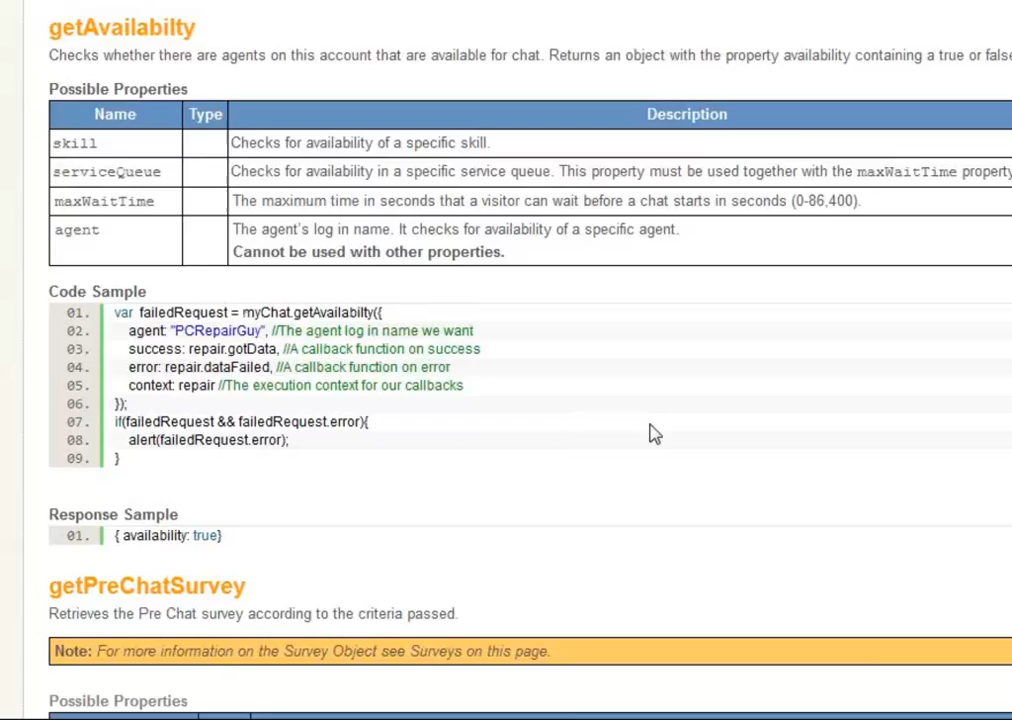 getAvailabilty
Checks whether there are agents on this account that are available for chat. Returns an object with the property availability containing a true or false
Possible Properties
Name Type Description
skill Checks for availability of a specific skill.
serviceQueue Checks for availability in a specific service queue. This property must be used together with the maxWaitTime property
maxWaitTime The maximum time in seconds that a visitor can wait before a chat starts in seconds (0-86,400).
agent The agent's log in name. It checks for availability of a specific agent.
Cannot be used with other properties.
Code Sample
01. var failedRequest = myChat.getAvailabilty({
02. agent: "PCRepairGuy", //The agent log in name we want
03. success: repair.gotData, //A callback function on success
04. error: repair.dataFailed, //A callback function on error
05. context: repair //The execution context for our callbacks
06. });
07. if(failedRequest && failedRequest.error){
08. alert(failedRequest.error);
09. }
Response Sample
01. { availability: true}
getPreChatSurvey
Retrieves the Pre Chat survey according to the criteria passed.
Note: For more information on the Survey Object see Surveys on this page.
Possible Properties